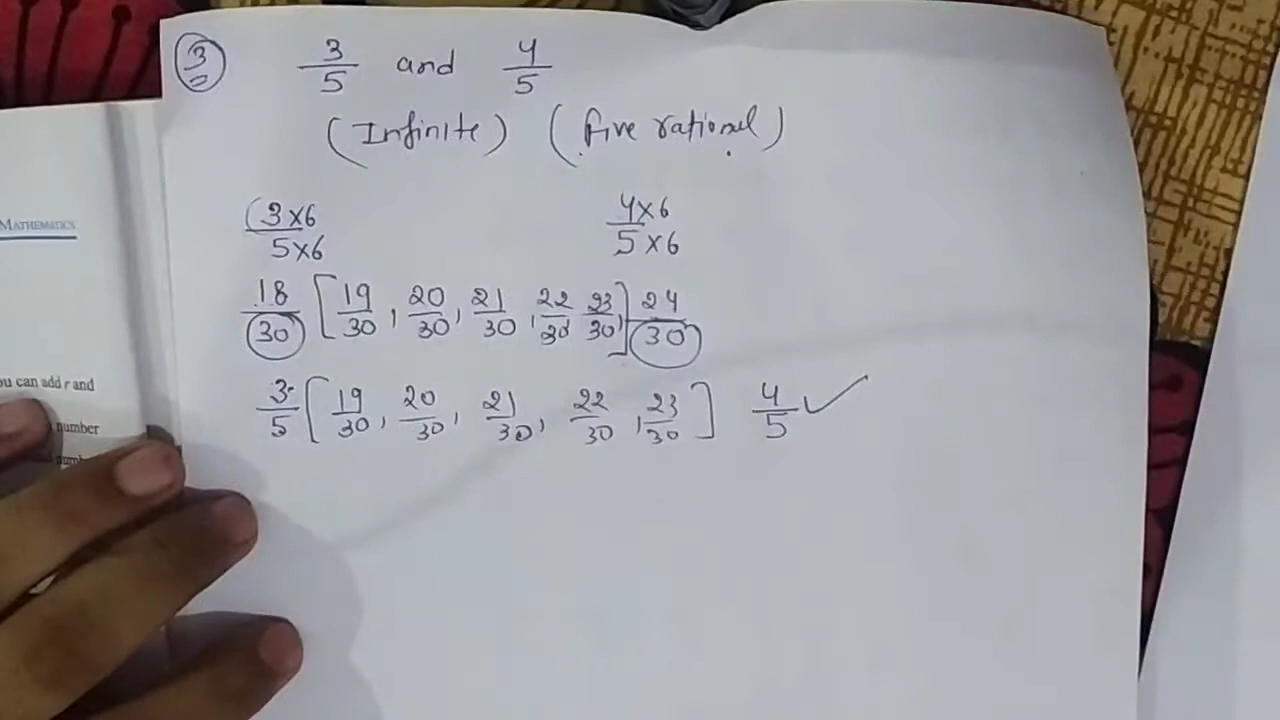 3 3/5 and 4/5
(Infinite) (five rational)
3×6/5×6 4×6/5×6
18/30 [19/30, 20/30, 21/30, 22/30 23/30] 24/30
3/5 [19/30, 20/30, 21/30, 22/30, 23/30] 4/5 ✓
MATHEMATICS
ou can add r and
number